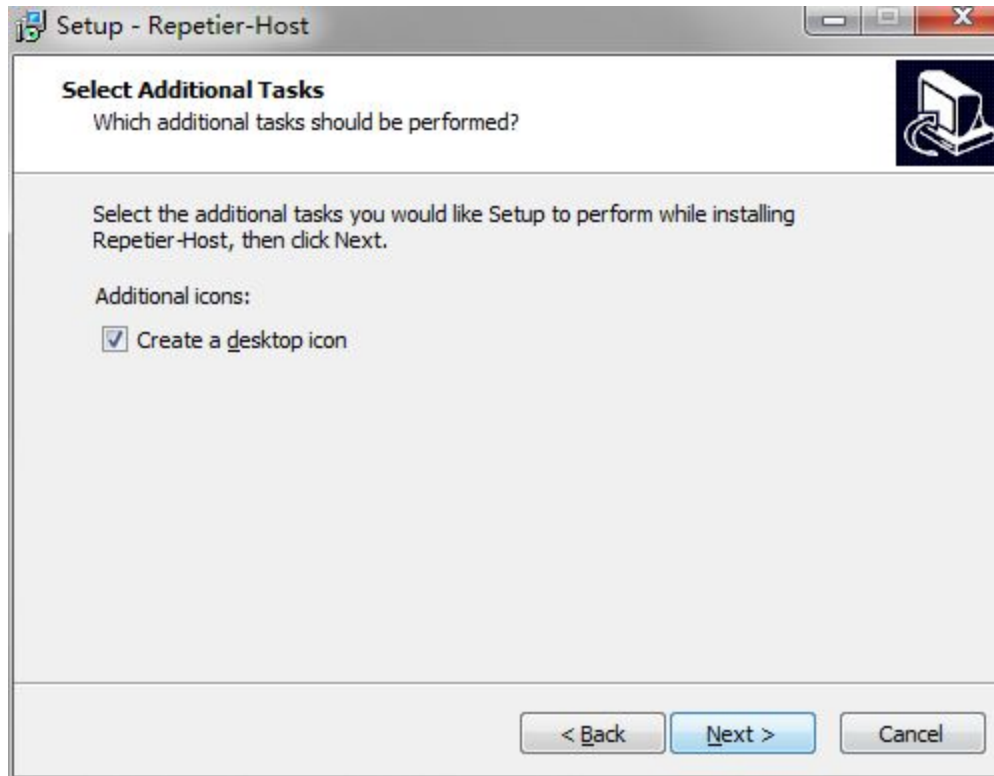 Setup - Repetier-Host
Select Additional Tasks
Which additional tasks should be performed?
Select the additional tasks you would like Setup to perform while installing
Repetier-Host, then click Next.
Additional icons:
Create a desktop icon
< Back
Next >
Cancel